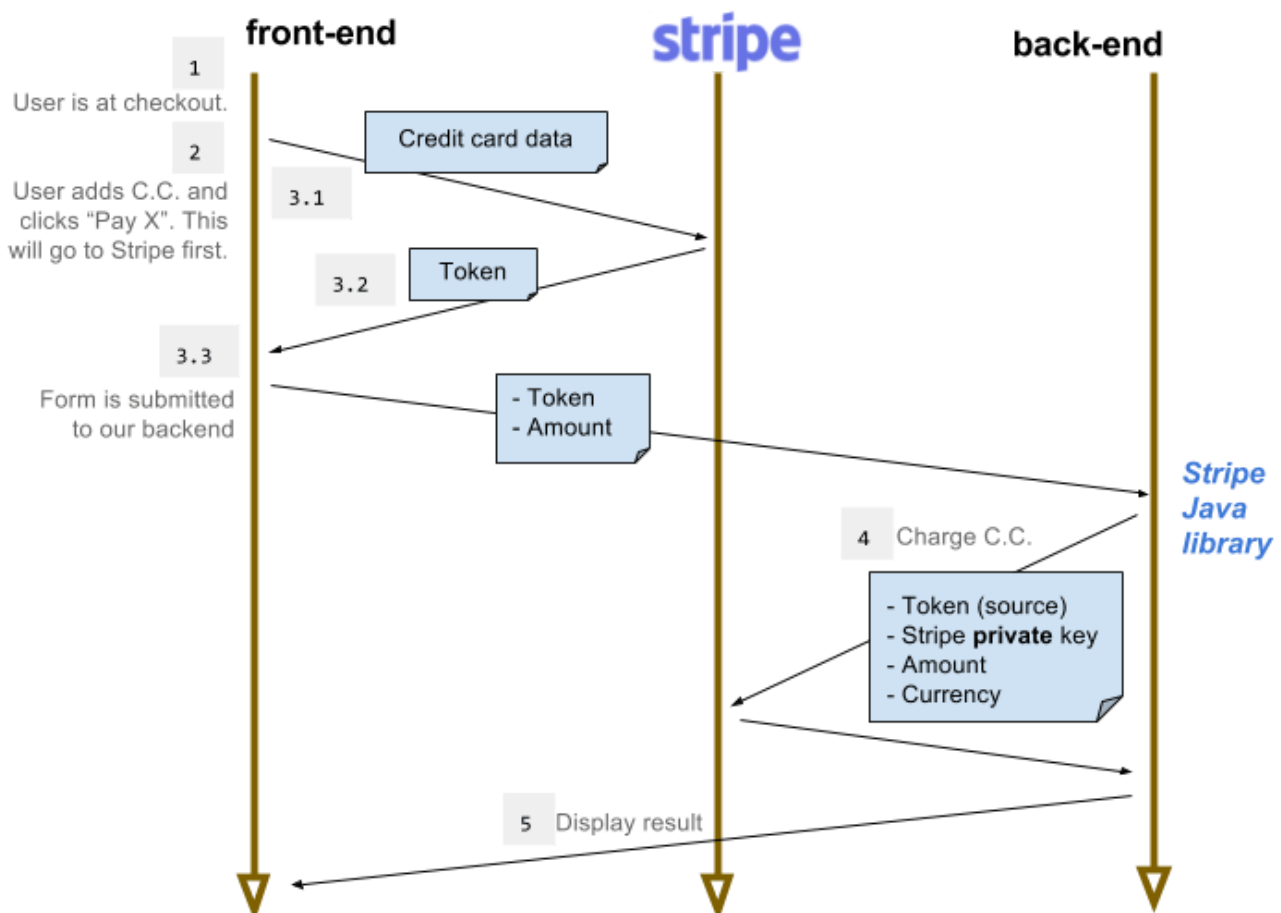 front-end
stripe
back-end
1
User is at checkout.
2
User adds C.C. and
clicks “Pay X”. This
will go to Stripe first.
Credit card data
3.1
3.2
Token
3.3
Form is submitted
to our backend
- Token
- Amount
Stripe
Java
library
4 Charge C.C.
- Token (source)
- Stripe private key
- Amount
- Currency
5 Display result